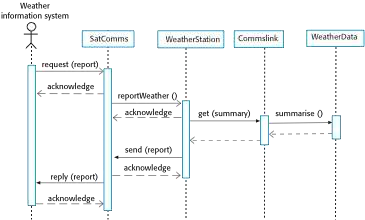 Weather
information system
SatComms
WeatherStation
Commslink
WeatherData
request (report)
acknowledge
reportWeather ()
acknowledge
get (summary)
summarise ()
send (report)
reply (report)
acknowledge
acknowledge